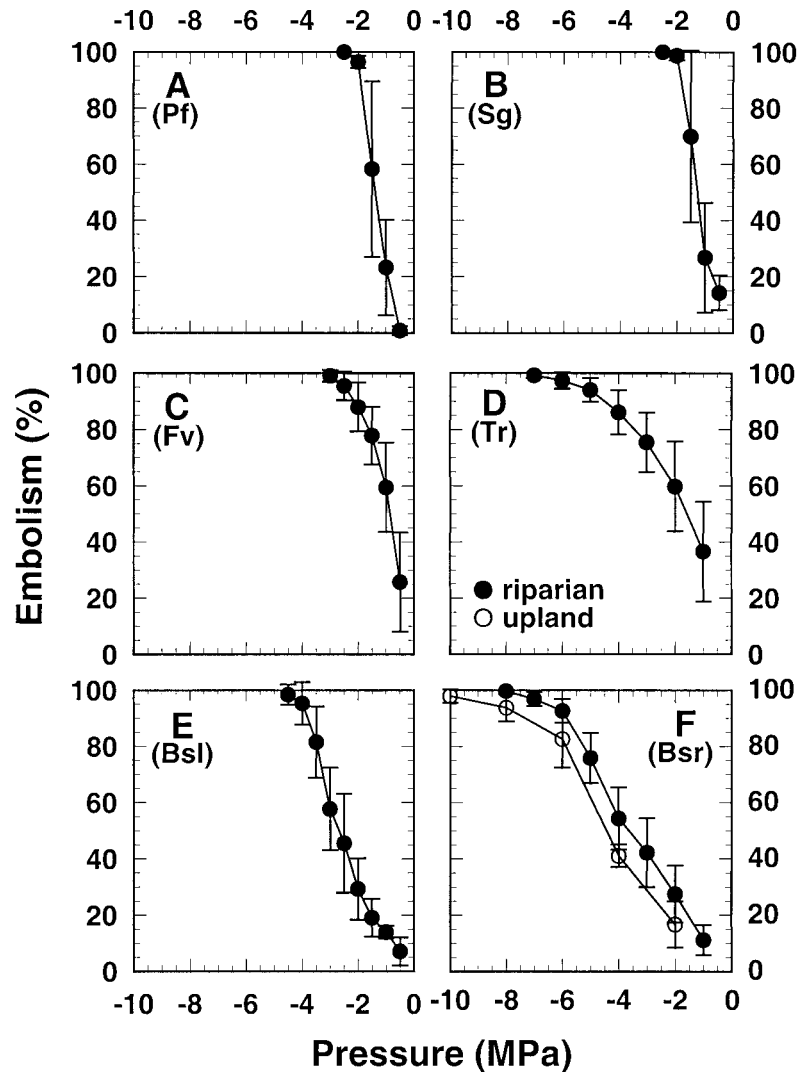 -10 -8 -6 -4 -2 0 -10 -8 -6 -4 -2 0
100 A B 100
80 (Pf) (Sg) 80
60 60
40 40
20 20
0 0
100 C D 100
80 (Fv) (Tr) 80
60 60
40 40
riparian
20 upland 20
0 0
100 E F 100
80 (Bsl) (Bsr) 80
60 60
40 40
20 20
0 0
-10 -8 -6 -4 -2 0 -10 -8 -6 -4 -2 0
Embolism (%)
Pressure (MPa)